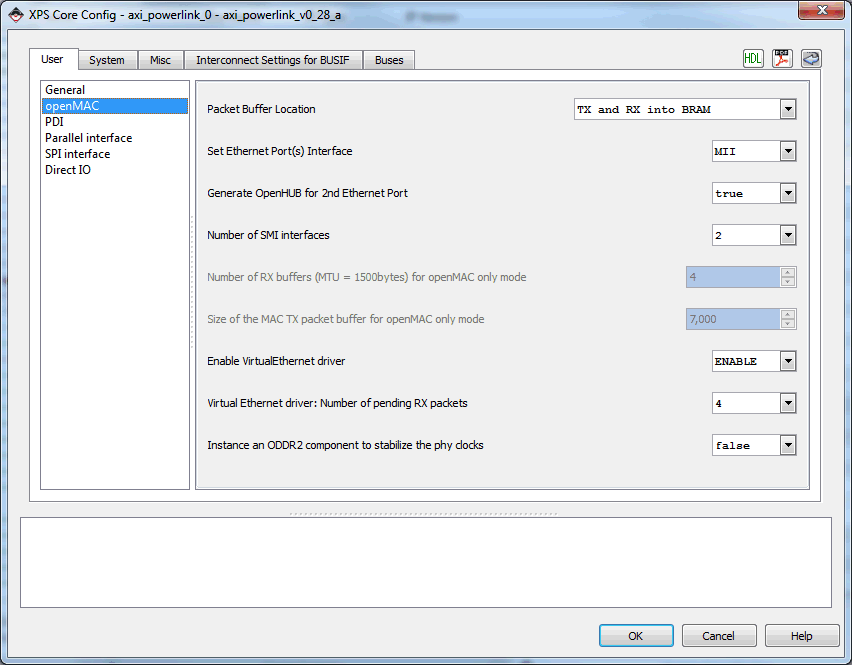 XPS Core Config - axi_powerlink_0 - axi_powerlink_v0_28_a
User System Misc Interconnect Settings for BUSIF Buses
HDL PDF
General
openMAC
PDI
Parallel interface
SPI interface
Direct IO
Packet Buffer Location TX and RX into BRAM
Set Ethernet Port(s) Interface MII
Generate OpenHUB for 2nd Ethernet Port true
Number of SMI interfaces 2
Number of RX buffers (MTU = 1500bytes) for openMAC only mode 4
Size of the MAC TX packet buffer for openMAC only mode 7,000
Enable VirtualEthernet driver ENABLE
Virtual Ethernet driver: Number of pending RX packets 4
Instance an ODDR2 component to stabilize the phy clocks false
OK Cancel Help